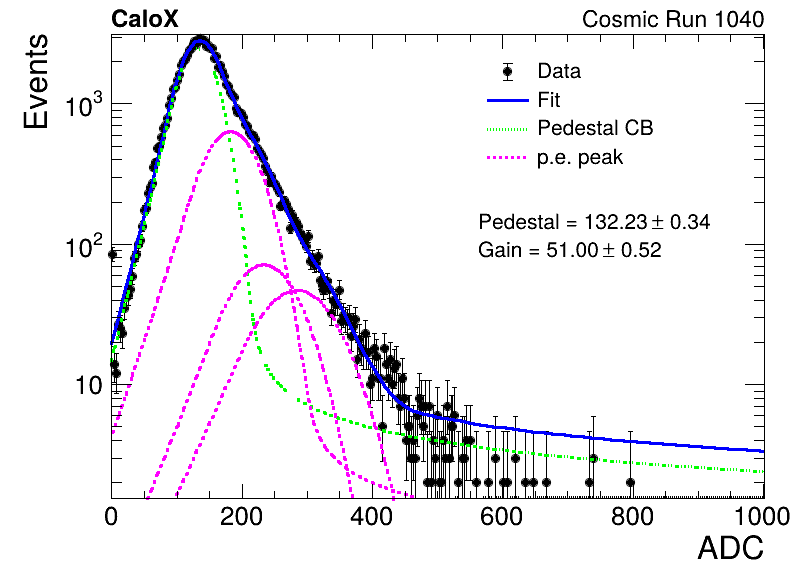 CaloX Cosmic Run 1040
Events
Data
Fit
Pedestal CB
p.e. peak
Pedestal = 132.23 ± 0.34
Gain = 51.00 ± 0.52
10³
10²
10
0 200 400 600 800 1000
ADC